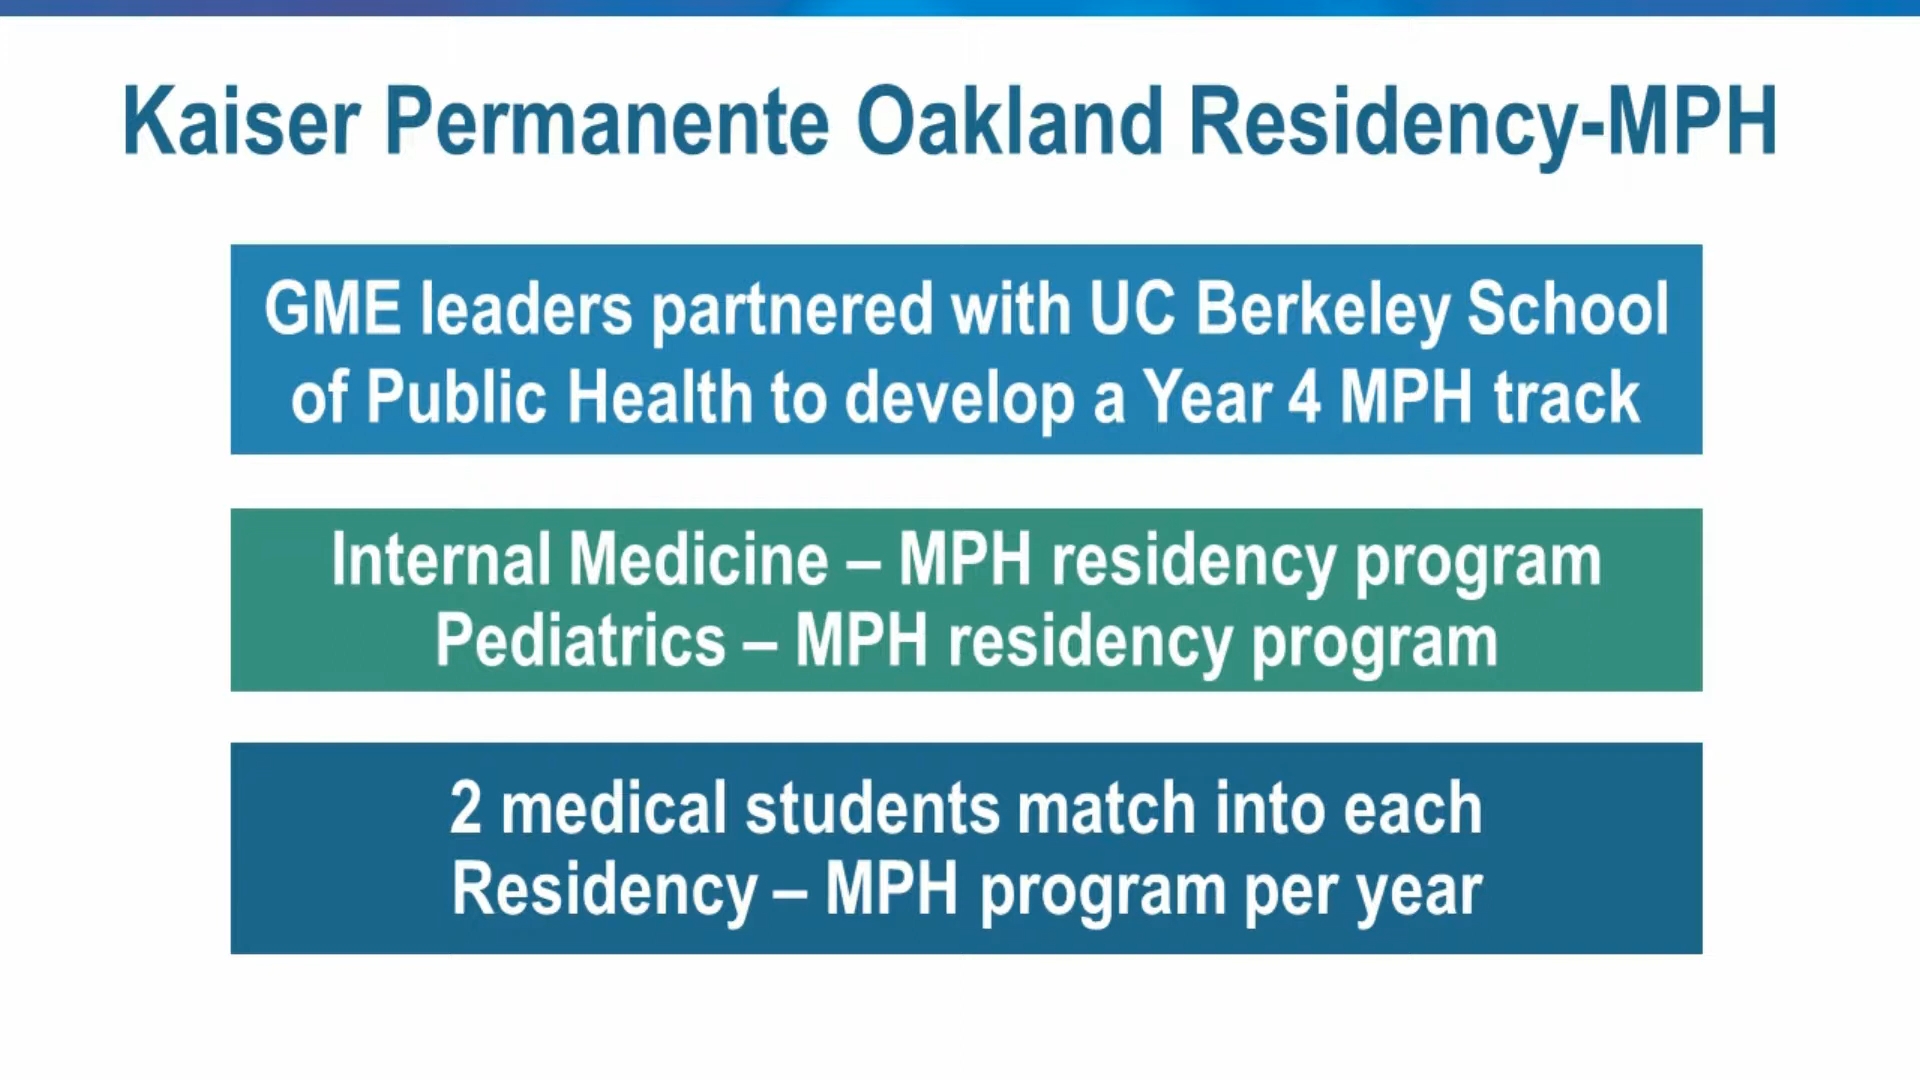 Kaiser Permanente Oakland Residency-MPH
GME leaders partnered with UC Berkeley School
of Public Health to develop a Year 4 MPH track
Internal Medicine – MPH residency program
Pediatrics – MPH residency program
2 medical students match into each
Residency – MPH program per year